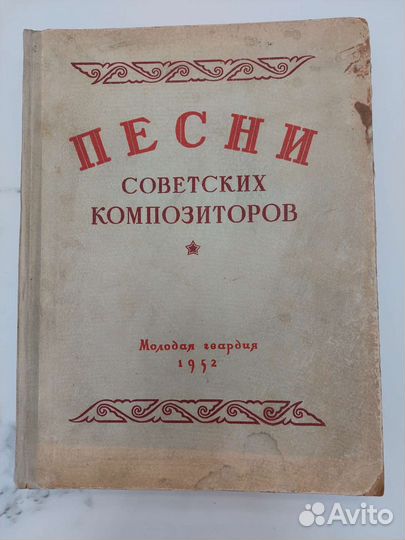 ПЕСНИ
СОВЕТСКИХ
КОМПОЗИТОРОВ
Молодая гвардия
1952
Avito